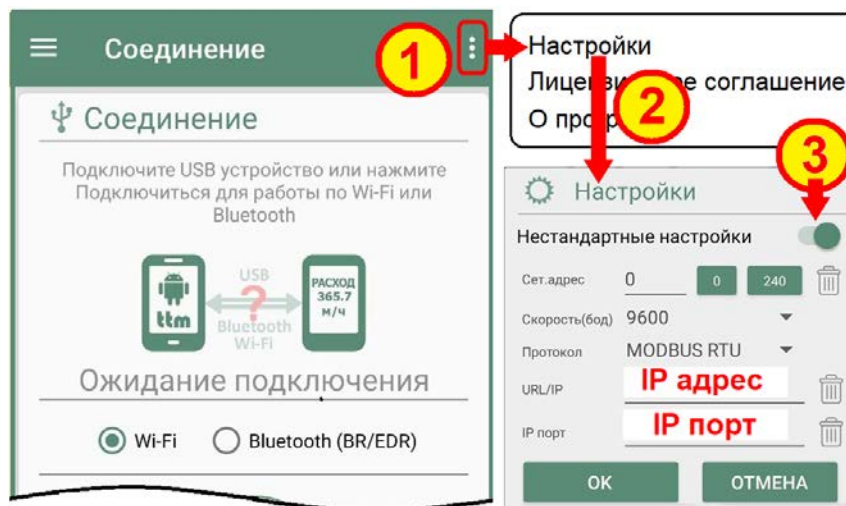 Соединение
1
Соединение
Подключите USB устройство или нажмите
Подключиться для работы по Wi-Fi или
Bluetooth
USB
?
Bluetooth
Wi-Fi
ttm
РАСХОД
365.7
м/ч
Ожидание подключения
Wi-Fi
Bluetooth (BR/EDR)
Настройки
соглашение
О
2
3
Настройки
Нестандартные настройки
Сет.адрес 0 0 240
Скорость(бод) 9600
Протокол MODBUS RTU
URL/IP IP адрес
IP порт IP порт
OK ОТМЕНА